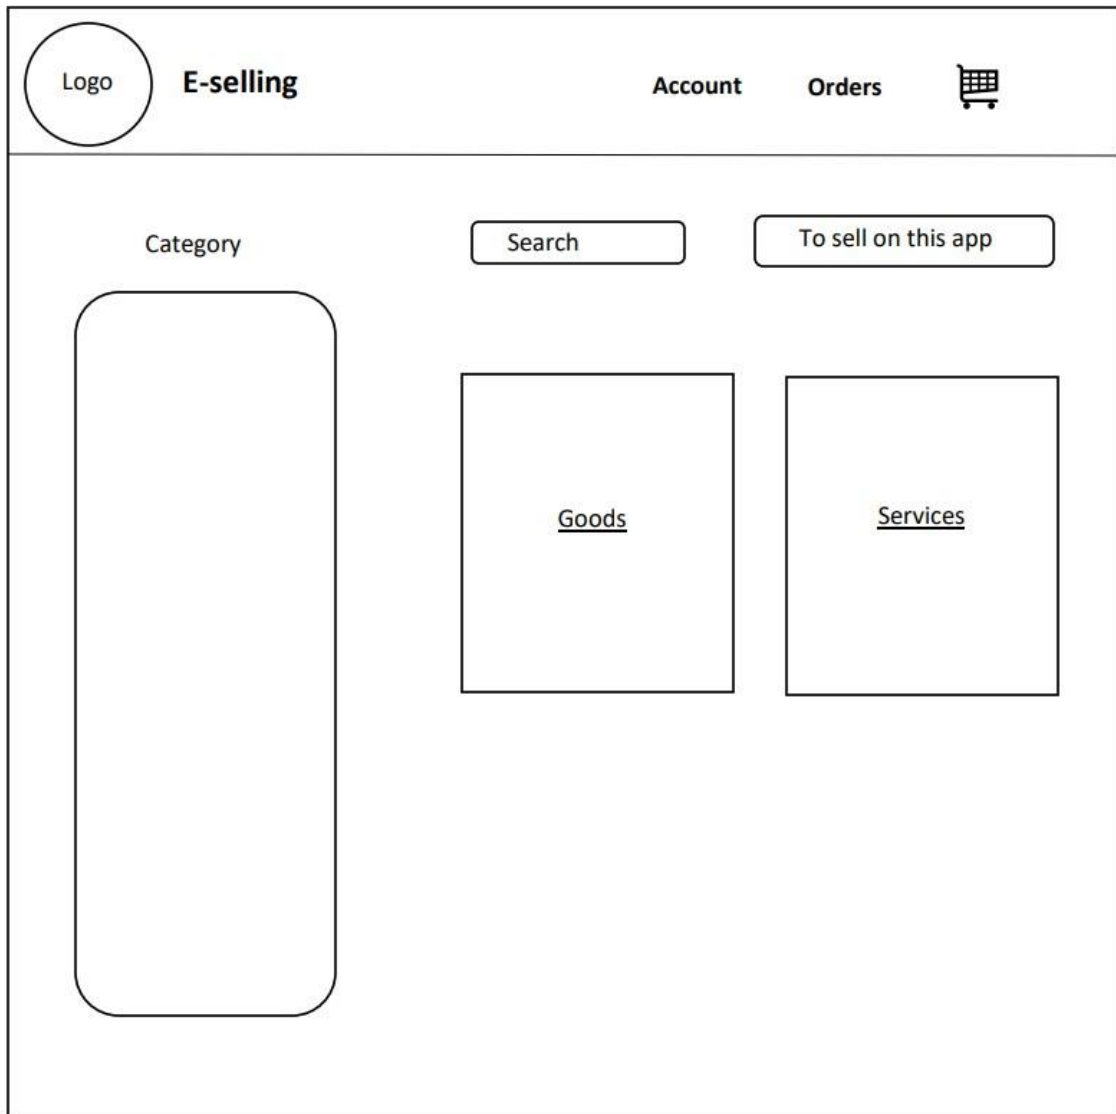 Logo
E-selling
Account
Orders
Category
Search
To sell on this app
Goods
Services